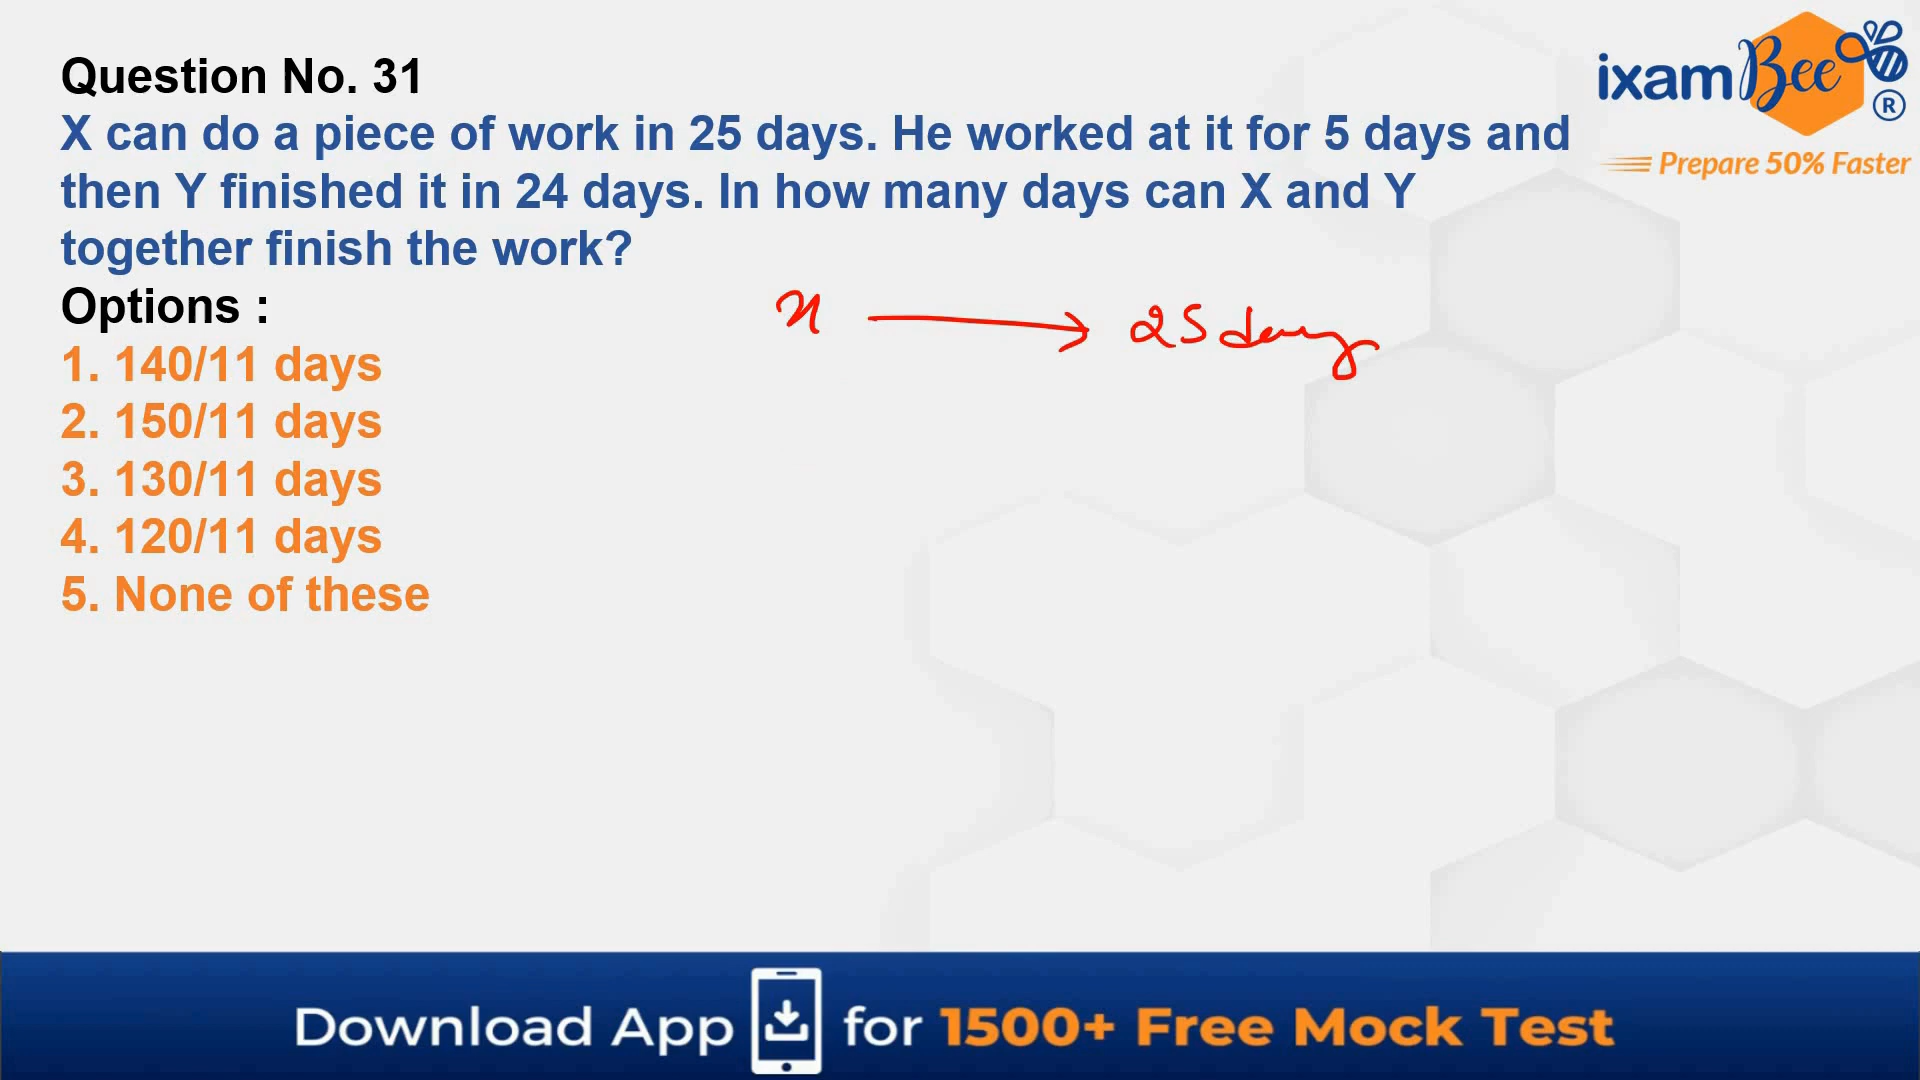 Question No. 31
X can do a piece of work in 25 days. He worked at it for 5 days and
then Y finished it in 24 days. In how many days can X and Y
together finish the work?
Options :
x 25 days
1. 140/11 days
2. 150/11 days
3. 130/11 days
4. 120/11 days
5. None of these
ixamBee ®
Prepare 50% Faster
Download App for 1500+ Free Mock Test